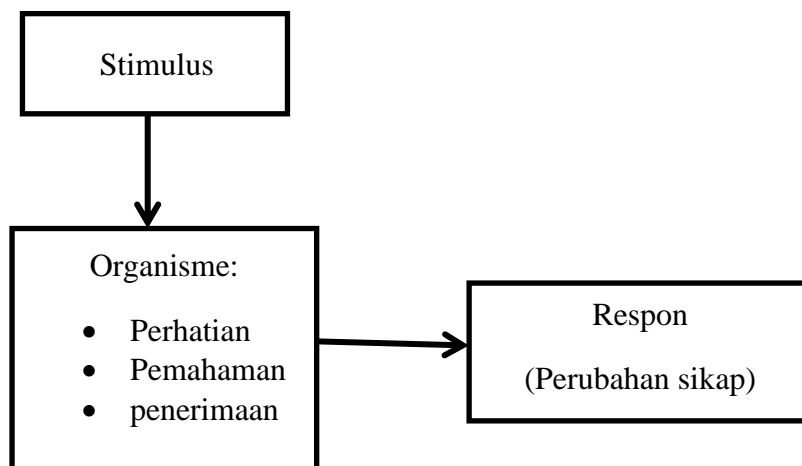 Stimulus
Organisme:
• Perhatian
• Pemahaman
• penerimaan
Respon
(Perubahan sikap)